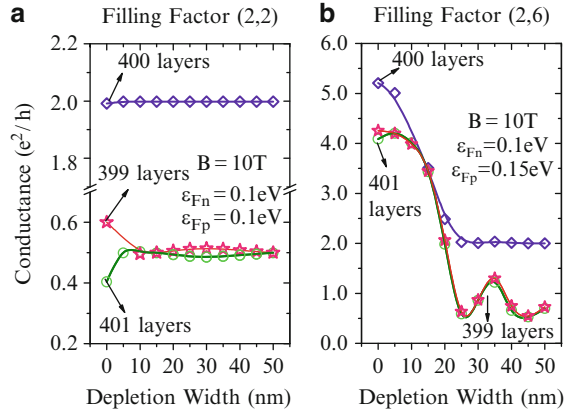 a Filling Factor (2,2)
Conductance (e²/h)
2.2
2.0
1.8
0.6
0.4
0.2
400 layers
399 layers
B = 10T
εFn = 0.1eV
εFp = 0.1eV
401 layers
0 10 20 30 40 50
Depletion Width (nm)
b Filling Factor (2,6)
6.0
5.0
4.0
3.0
2.0
1.0
0.0
400 layers
B = 10T
εFn = 0.1eV
εFp = 0.15eV
401
layers
399 layers
0 10 20 30 40 50
Depletion Width (nm)